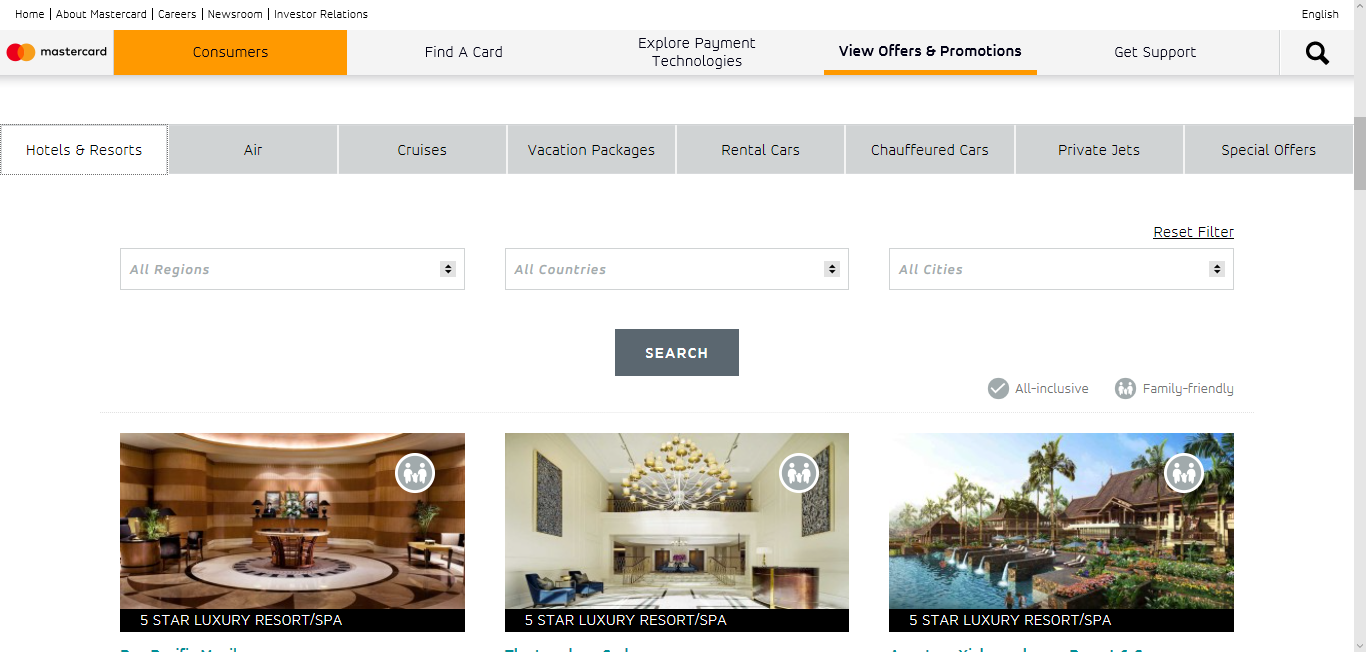 Home | About Mastercard | Careers | Newsroom | Investor Relations
English
mastercard
Consumers
Find A Card
Explore Payment
Technologies
View Offers & Promotions
Get Support
Hotels & Resorts
Air
Cruises
Vacation Packages
Rental Cars
Chauffeured Cars
Private Jets
Special Offers
Reset Filter
All Regions
All Countries
All Cities
SEARCH
All-inclusive
Family-friendly
5 STAR LUXURY RESORT/SPA
5 STAR LUXURY RESORT/SPA
5 STAR LUXURY RESORT/SPA